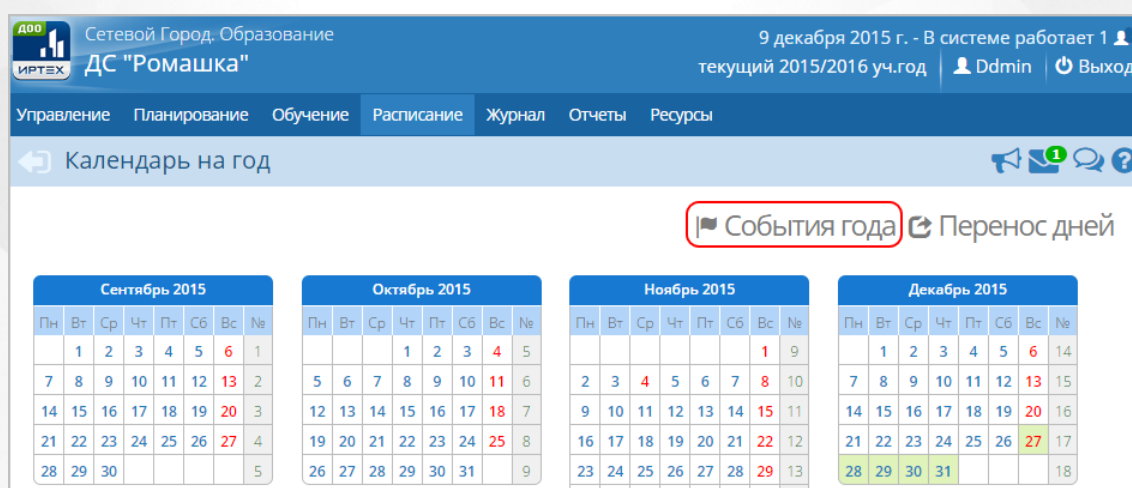 ДОО
ИРТЕХ
Сетевой Город. Образование
ДС "Ромашка"
9 декабря 2015 г. - В системе работает 1
текущий 2015/2016 уч.год Ddmin Выход
Управление Планирование Обучение Расписание Журнал Отчеты Ресурсы
Календарь на год
1 ?
События года Перенос дней
Сентябрь 2015
Пн Вт Ср Чт Пт Сб Вс №
1 2 3 4 5 6 1
7 8 9 10 11 12 13 2
14 15 16 17 18 19 20 3
21 22 23 24 25 26 27 4
28 29 30 5
Октябрь 2015
Пн Вт Ср Чт Пт Сб Вс №
1 2 3 4 5
5 6 7 8 9 10 11 6
12 13 14 15 16 17 18 7
19 20 21 22 23 24 25 8
26 27 28 29 30 31 9
Ноябрь 2015
Пн Вт Ср Чт Пт Сб Вс №
1 9
2 3 4 5 6 7 8 10
9 10 11 12 13 14 15 11
16 17 18 19 20 21 22 12
23 24 25 26 27 28 29 13
Декабрь 2015
Пн Вт Ср Чт Пт Сб Вс №
1 2 3 4 5 6 14
7 8 9 10 11 12 13 15
14 15 16 17 18 19 20 16
21 22 23 24 25 26 27 17
28 29 30 31 18